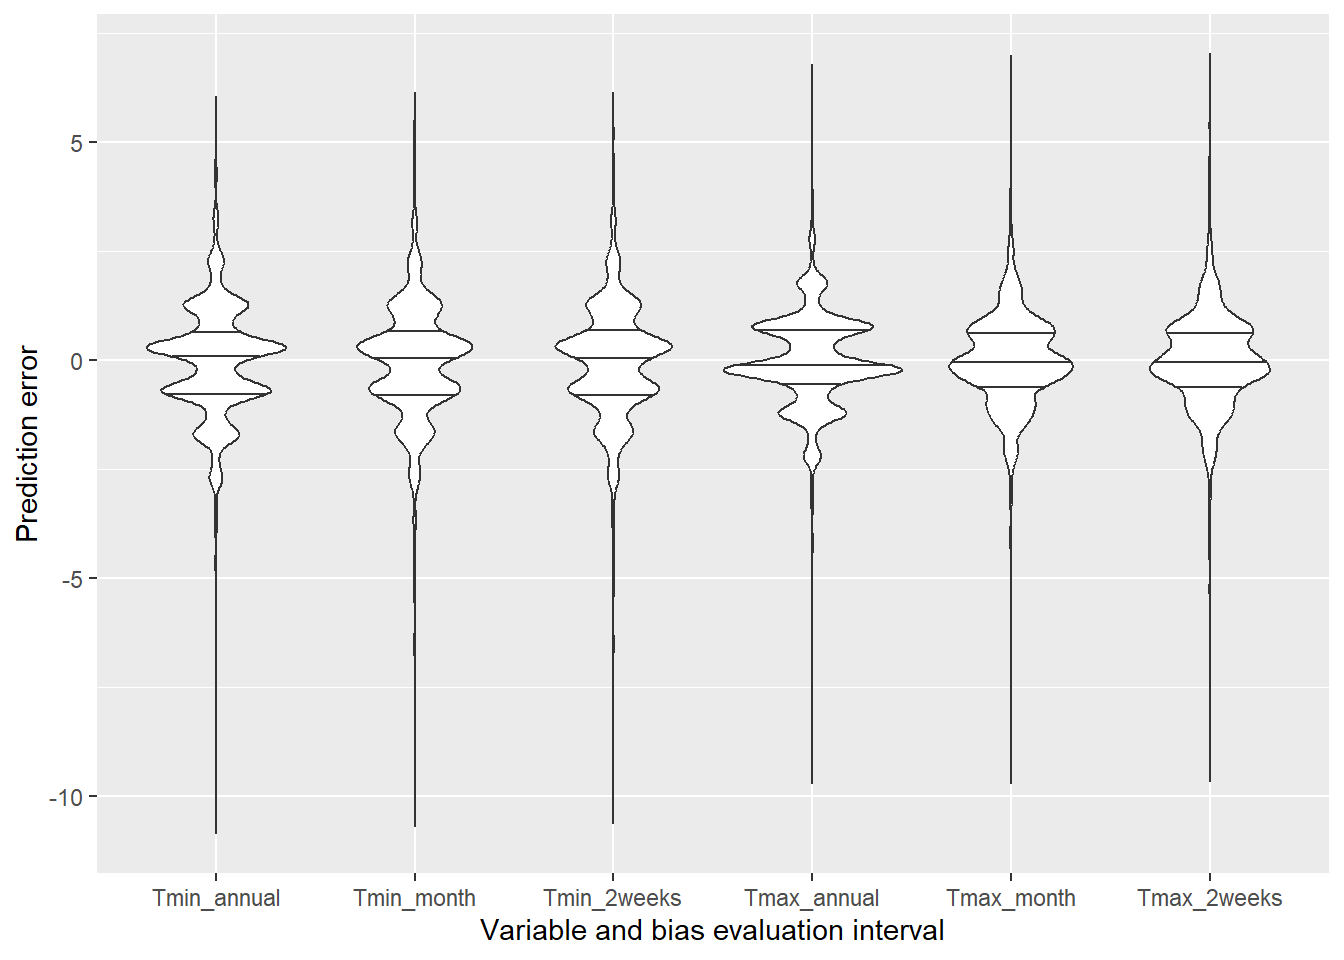 5
0
-5
-10
Prediction error
Tmin_annual Tmin_month Tmin_2weeks Tmax_annual Tmax_month Tmax_2weeks
Variable and bias evaluation interval